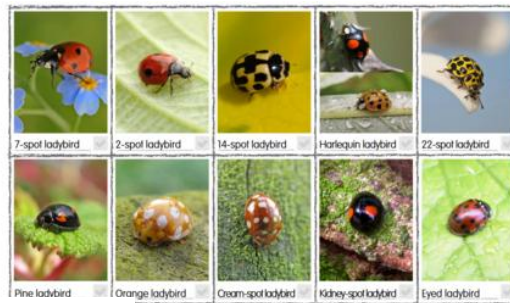 7-spot ladybird
2-spot ladybird
14-spot ladybird
Harlequin ladybird
22-spot ladybird
Pine ladybird
Orange ladybird
Cream-spot ladybird
Kidney-spot ladybird
Eyed ladybird